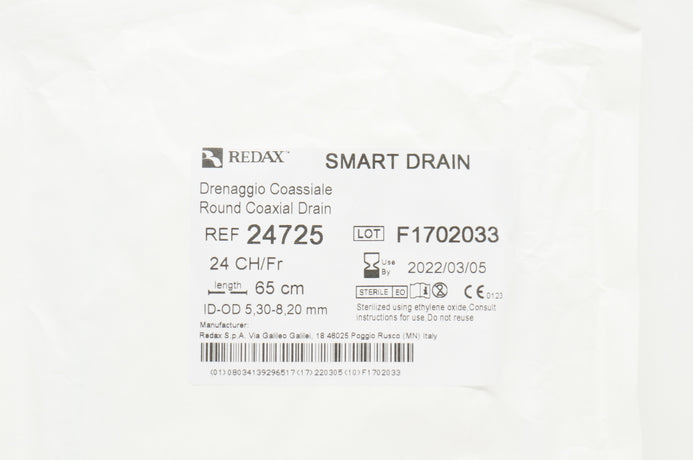 REDAX™ SMART DRAIN
Drenaggio Coassiale
Round Coaxial Drain
REF 24725 LOT F1702033
24 CH/Fr Use By 2022/03/05
length 65 cm STERILE EO CE 0123
ID-OD 5,30-8,20 mm Sterilized using ethylene oxide.Consult
instructions for use.Do not reuse
Manufacturer:
Redax S.p.A. Via Galileo Galilei, 18 46025 Poggio Rusco (MN) Italy
(01)08034139296517(17)220305(10)F1702033